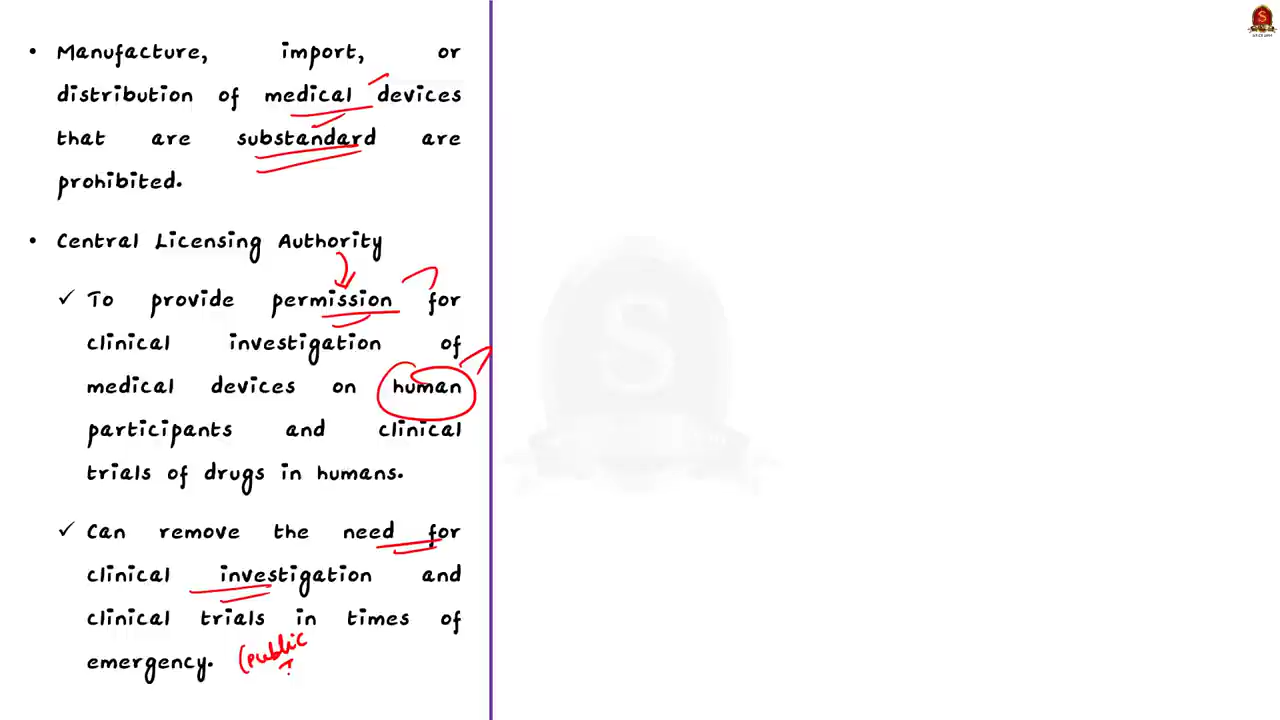 • Manufacture, import, or
distribution of medical devices
that are substandard are
prohibited.
• Central Licensing Authority
✓ To provide permission for
clinical investigation of
medical devices on human
participants and clinical
trials of drugs in humans.
✓ Can remove the need for
clinical investigation and
clinical trials in times of
emergency. (public